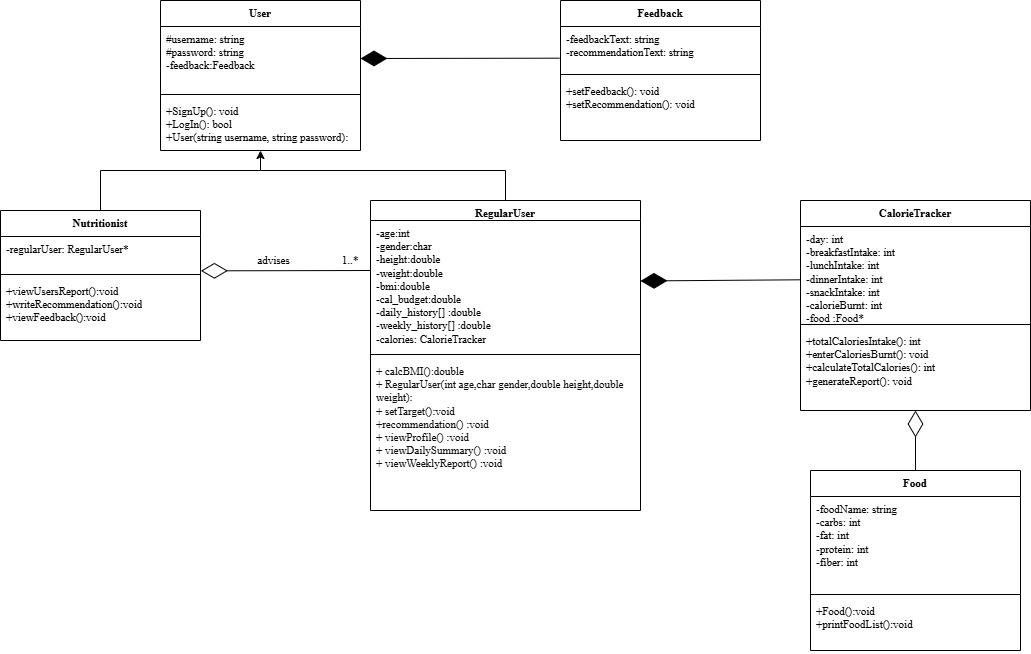 User
#username: string
#password: string
-feedback:Feedback
+SignUp(): void
+LogIn(): bool
+User(string username, string password):
Feedback
-feedbackText: string
-recommendationText: string
+setFeedback(): void
+setRecommendation(): void
Nutritionist
-regularUser: RegularUser*
+viewUsersReport():void
+writeRecommendation():void
+viewFeedback():void
advises
1..*
RegularUser
-age:int
-gender:char
-height:double
-weight:double
-bmi:double
-cal_budget:double
-daily_history[] :double
-weekly_history[] :double
-calories: CalorieTracker
+ calcBMI():double
+ RegularUser(int age,char gender,double height,double
weight):
+ setTarget():void
+recommendation() :void
+ viewProfile() :void
+ viewDailySummary() :void
+ viewWeeklyReport() :void
CalorieTracker
-day: int
-breakfastIntake: int
-lunchIntake: int
-dinnerIntake: int
-snackIntake: int
-calorieBurnt: int
-food :Food*
+totalCaloriesIntake(): int
+enterCaloriesBurnt(): void
+calculateTotalCalories(): int
+generateReport(): void
Food
-foodName: string
-carbs: int
-fat: int
-protein: int
-fiber: int
+Food():void
+printFoodList():void